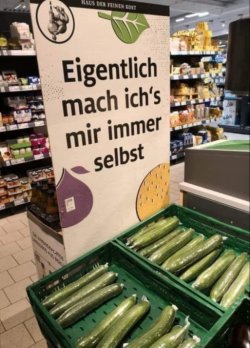 HAUS DER FEINEN KOST
Eigentlich
mach ich's
mir immer
selbst